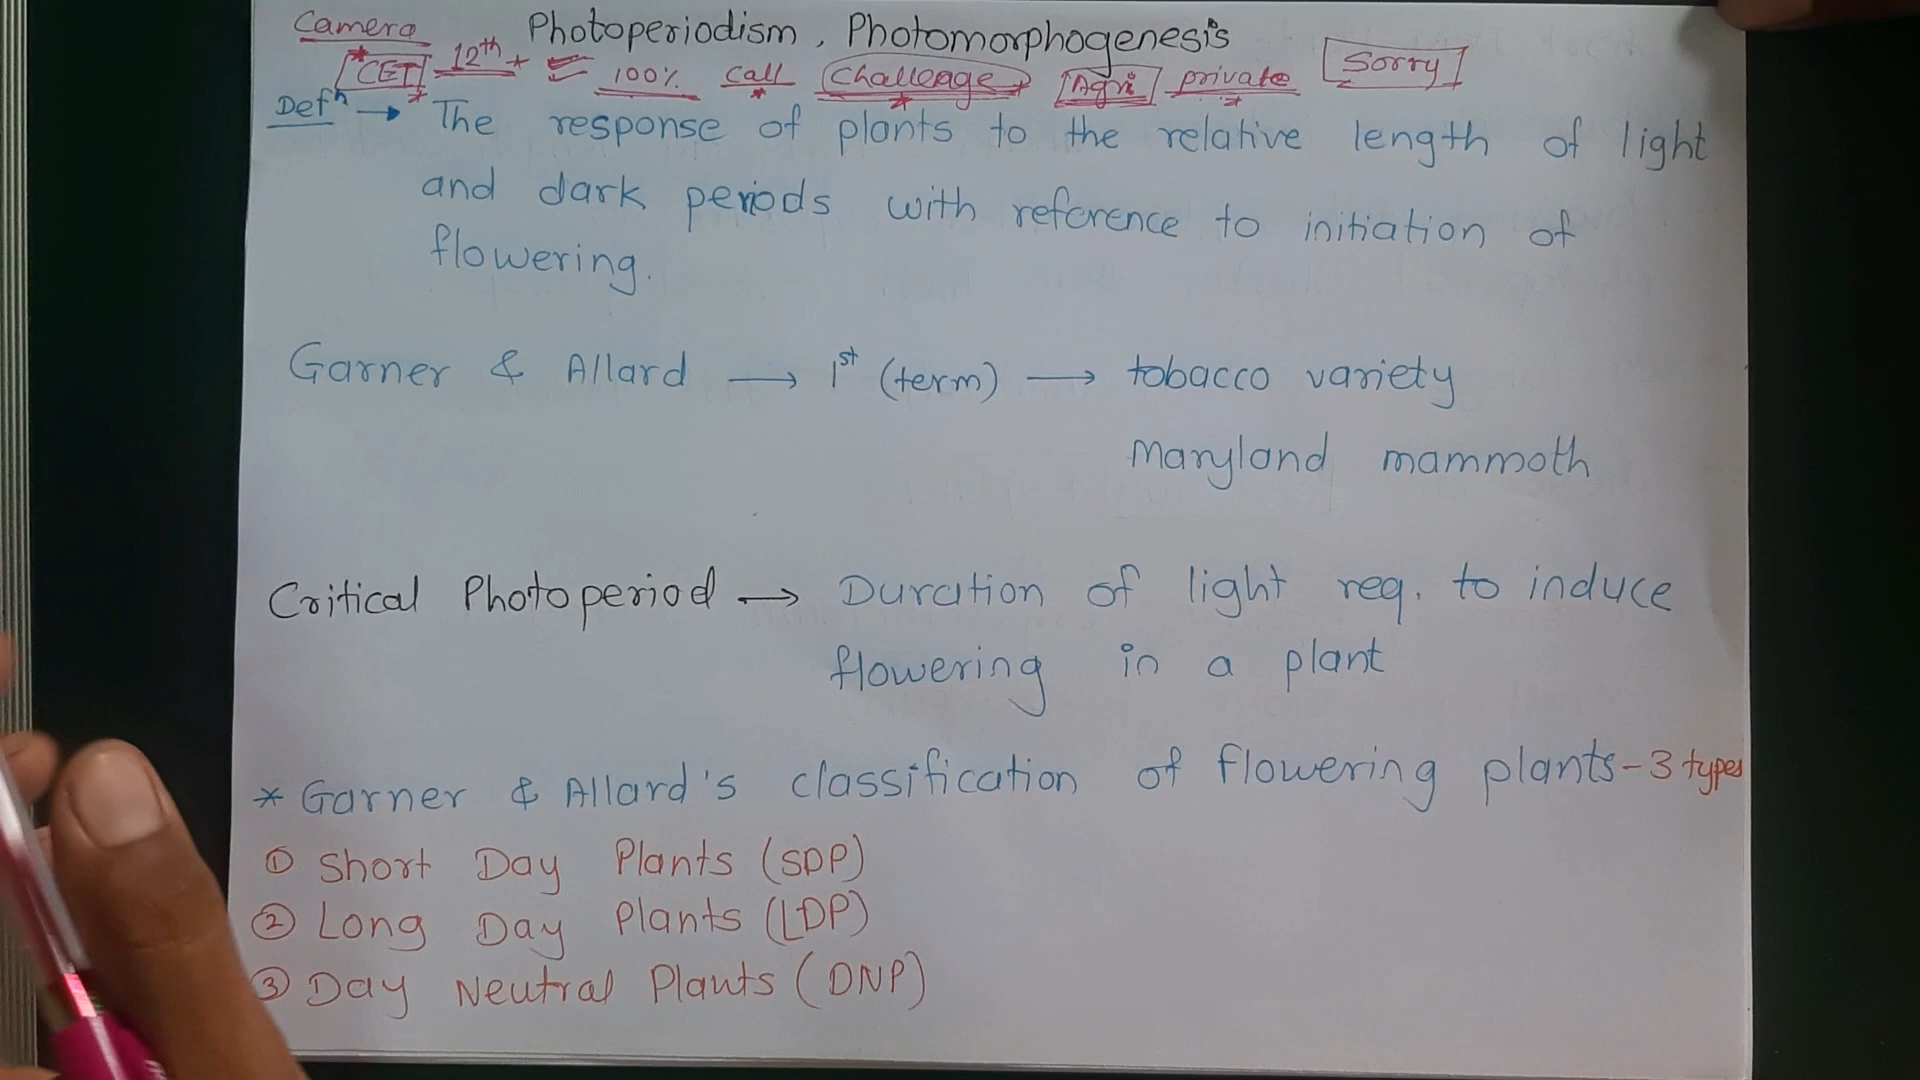 Camera Photoperiodism, Photomorphogenesis
*CET* 12th + = 100% Call* Challenge* Agri private* Sorry
Defn → The response of plants to the relative length of light
and dark periods with reference to initiation of
flowering.
Garner & Allard → 1st (term) → tobacco variety
Maryland mammoth
Critical Photoperiod → Duration of light req. to induce
flowering in a plant
* Garner & Allard's classification of flowering plants - 3 types
① Short Day Plants (SDP)
② Long Day Plants (LDP)
③ Day Neutral Plants (DNP)